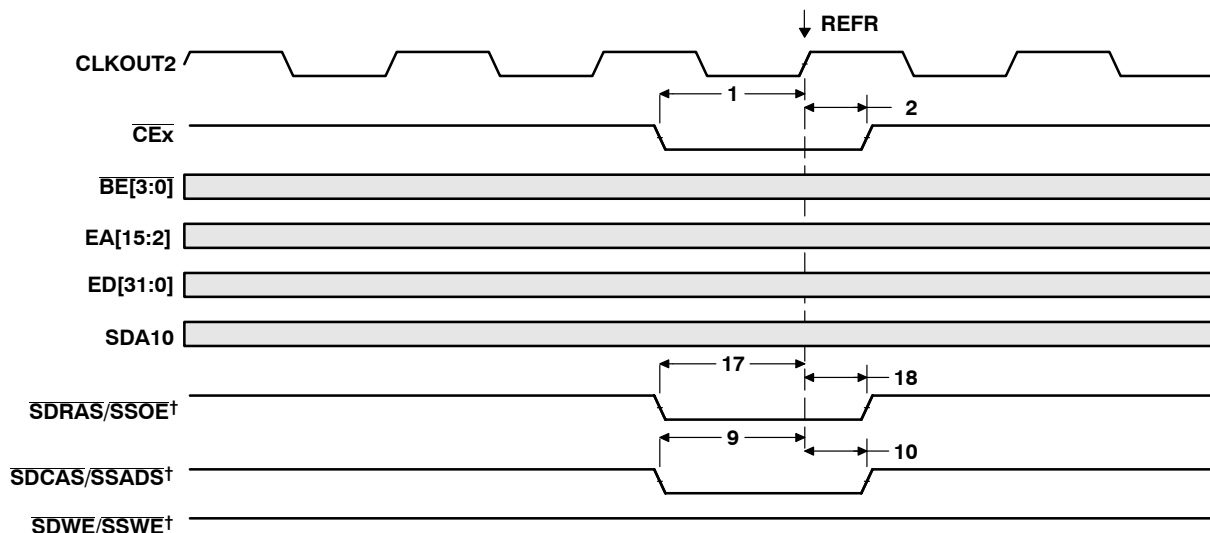 REFR
CLKOUT2
1
2
CEx
BE[3:0]
EA[15:2]
ED[31:0]
SDA10
17
18
SDRAS/SSOE†
9
10
SDCAS/SSADS†
SDWE/SSWE†